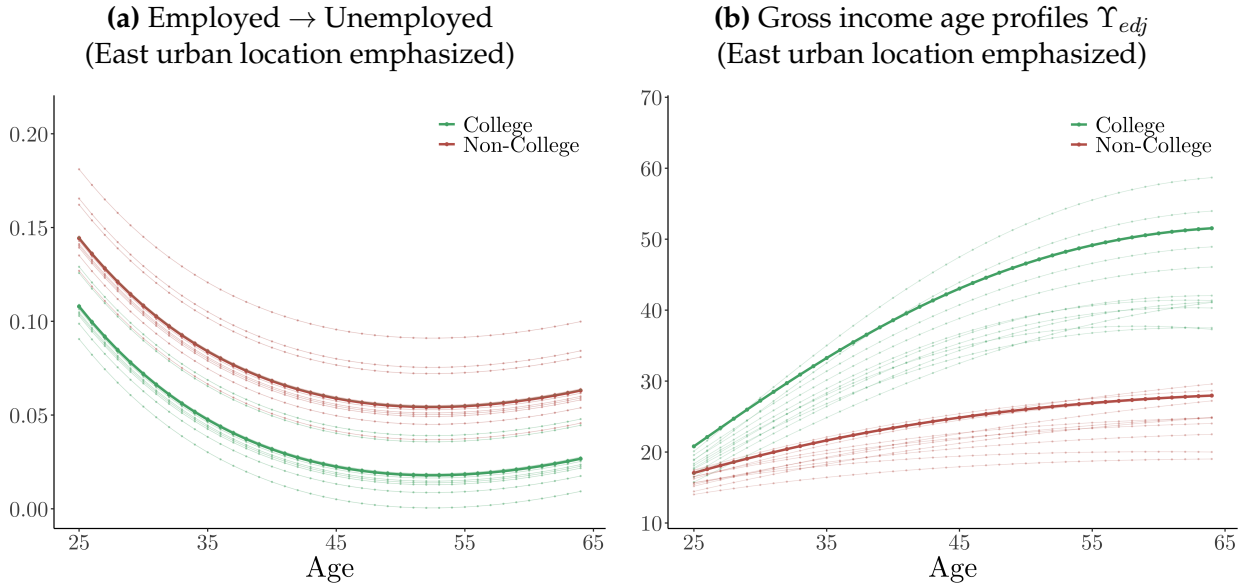 (a) Employed → Unemployed
(East urban location emphasized)
0.20
0.15
0.10
0.05
0.00
College
Non-College
25 35 45 55 65
Age
(b) Gross income age profiles Υ_edj
(East urban location emphasized)
70
60
50
40
30
20
10
College
Non-College
25 35 45 55 65
Age